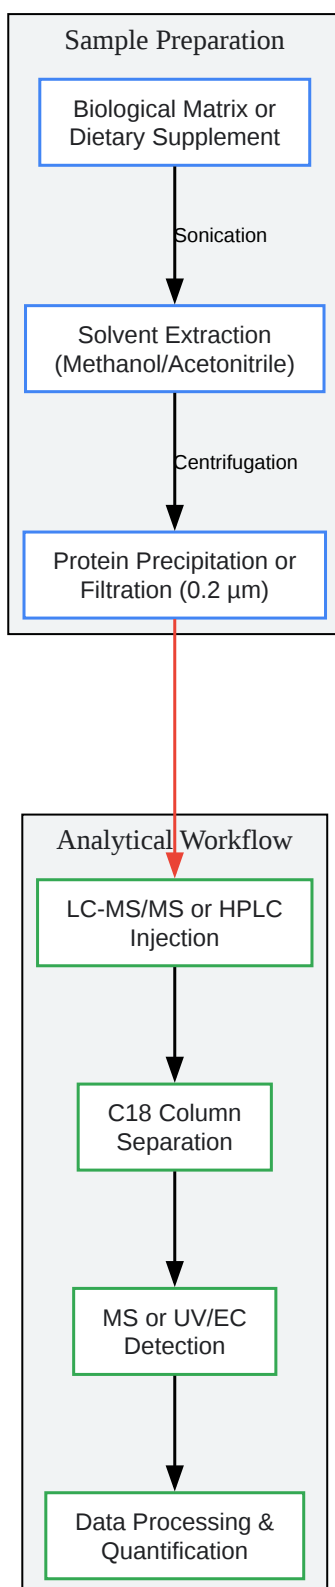 Sample Preparation
Biological Matrix or
Dietary Supplement
Sonication
Solvent Extraction
(Methanol/Acetonitrile)
Centrifugation
Protein Precipitation or
Filtration (0.2 µm)
Analytical Workflow
LC-MS/MS or HPLC
Injection
C18 Column
Separation
MS or UV/EC
Detection
Data Processing &
Quantification